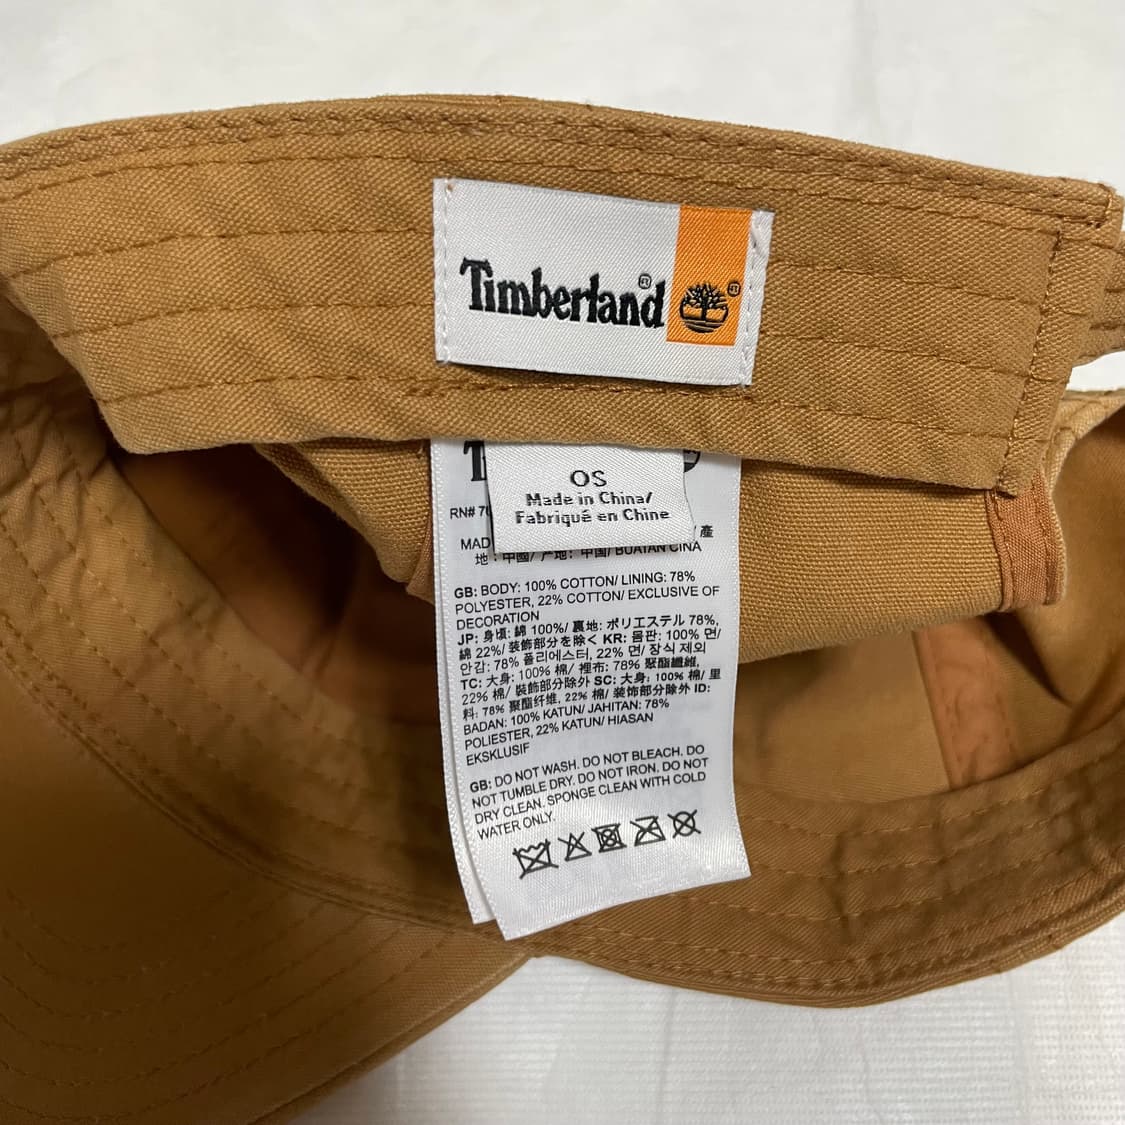 Timberland®
®
OS
Made in China/
Fabriqué en Chine
RN# 70
MAD
/ 產
地 : 中國/ 产地: 中国/ BUATAN CINA
GB: BODY: 100% COTTON/ LINING: 78%
POLYESTER, 22% COTTON/ EXCLUSIVE OF
DECORATION
JP: 身頃: 綿 100%/ 裏地: ポリエステル 78%,
綿 22%/ 装飾部分を除く KR: 몸판: 100% 면/
안감: 78% 폴리에스터, 22% 면/ 장식 제외
TC: 大身: 100% 棉/ 裡布: 78% 聚酯纖維,
22% 棉/ 裝飾部分除外 SC: 大身: 100% 棉/ 里
料: 78% 聚酯纤维, 22% 棉/ 装饰部分除外 ID:
BADAN: 100% KATUN/ JAHITAN: 78%
POLIESTER, 22% KATUN/ HIASAN
EKSKLUSIF
GB: DO NOT WASH. DO NOT BLEACH. DO
NOT TUMBLE DRY. DO NOT IRON. DO NOT
DRY CLEAN. SPONGE CLEAN WITH COLD
WATER ONLY.